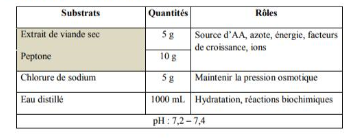 Substrats Quantités Rôles
Extrait de viande sec 5 g Source d'AA, azote, énergie, facteurs
de croissance, ions
Peptone 10 g
Chlorure de sodium 5 g Maintenir la pression osmotique
Eau distillé 1000 mL Hydratation, réactions biochimiques
pH : 7,2 – 7,4